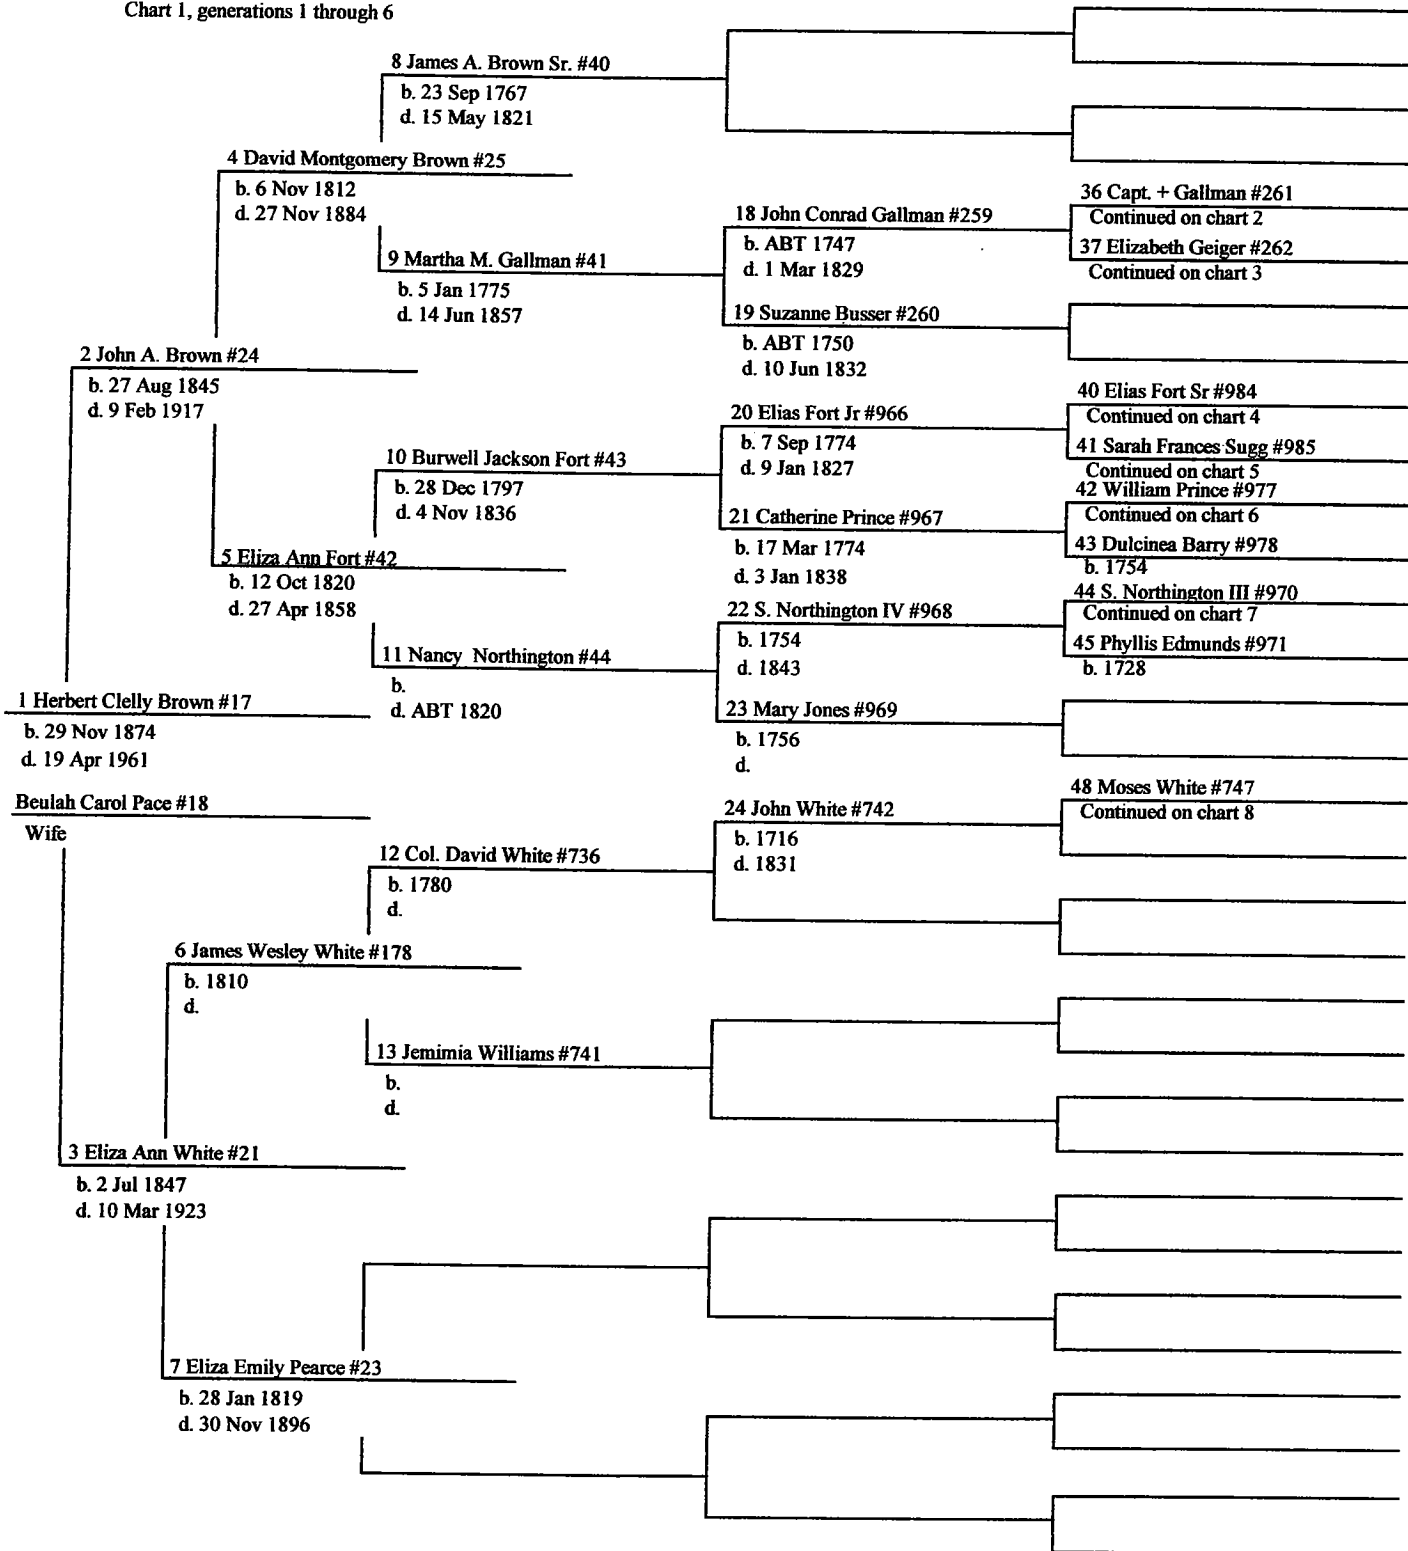 Chart 1, generations 1 through 6
8 James A. Brown Sr. #40
b. 23 Sep 1767
d. 15 May 1821
4 David Montgomery Brown #25
b. 6 Nov 1812
d. 27 Nov 1884
36 Capt. + Gallman #261
Continued on chart 2
18 John Conrad Gallman #259
b. ABT 1747
d. 1 Mar 1829
37 Elizabeth Geiger #262
Continued on chart 3
9 Martha M. Gallman #41
b. 5 Jan 1775
d. 14 Jun 1857
19 Suzanne Busser #260
b. ABT 1750
d. 10 Jun 1832
2 John A. Brown #24
b. 27 Aug 1845
d. 9 Feb 1917
40 Elias Fort Sr #984
Continued on chart 4
20 Elias Fort Jr #966
b. 7 Sep 1774
d. 9 Jan 1827
41 Sarah Frances Sugg #985
Continued on chart 5
10 Burwell Jackson Fort #43
b. 28 Dec 1797
d. 4 Nov 1836
42 William Prince #977
Continued on chart 6
21 Catherine Prince #967
b. 17 Mar 1774
d. 3 Jan 1838
43 Dulcinea Barry #978
b. 1754
5 Eliza Ann Fort #42
b. 12 Oct 1820
d. 27 Apr 1858
44 S. Northington III #970
Continued on chart 7
22 S. Northington IV #968
b. 1754
d. 1843
45 Phyllis Edmunds #971
b. 1728
11 Nancy Northington #44
b.
d. ABT 1820
23 Mary Jones #969
b. 1756
d.
1 Herbert Clelly Brown #17
b. 29 Nov 1874
d. 19 Apr 1961
Beulah Carol Pace #18
Wife
48 Moses White #747
Continued on chart 8
24 John White #742
b. 1716
d. 1831
12 Col. David White #736
b. 1780
d.
6 James Wesley White #178
b. 1810
d.
13 Jemimia Williams #741
b.
d.
3 Eliza Ann White #21
b. 2 Jul 1847
d. 10 Mar 1923
7 Eliza Emily Pearce #23
b. 28 Jan 1819
d. 30 Nov 1896